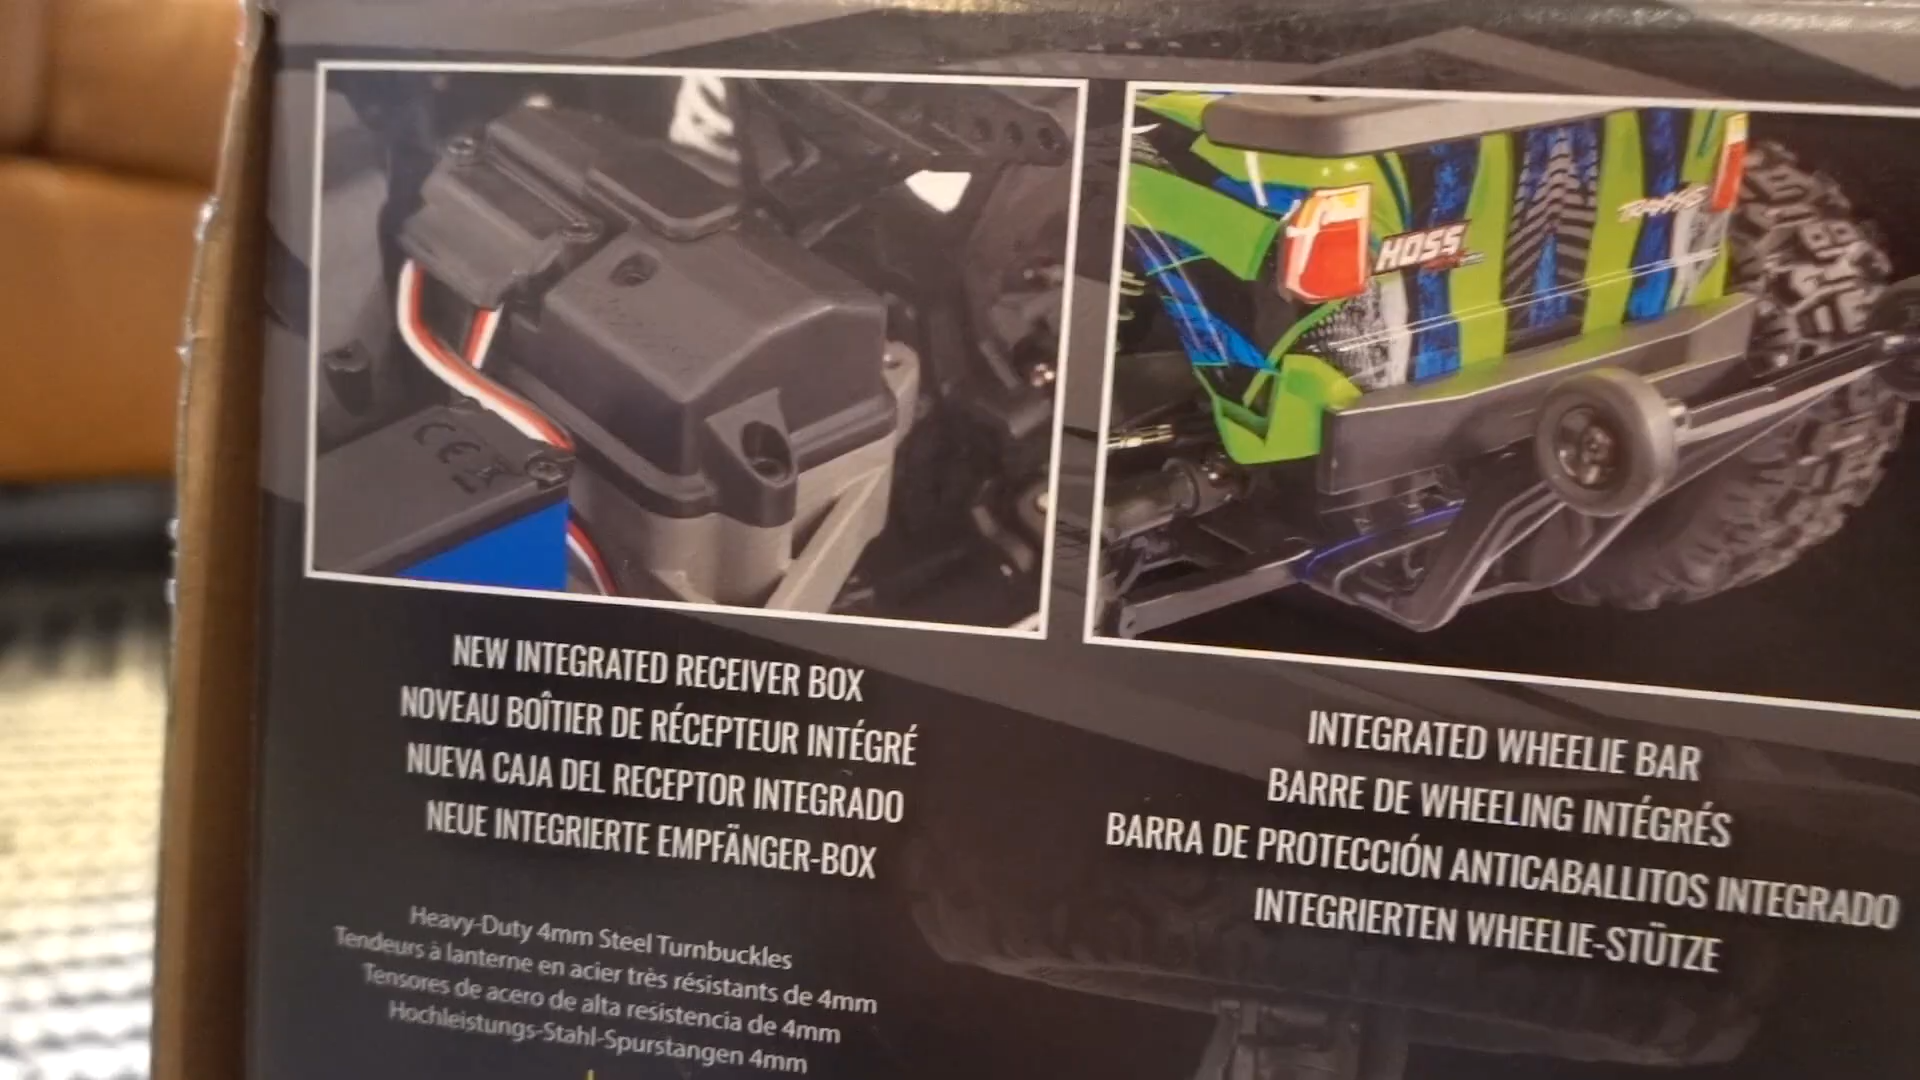 HOSS
TRAXXAS
CE
NEW INTEGRATED RECEIVER BOX
NOVEAU BOÎTIER DE RÉCEPTEUR INTÉGRÉ
NUEVA CAJA DEL RECEPTOR INTEGRADO
NEUE INTEGRIERTE EMPFÄNGER-BOX
INTEGRATED WHEELIE BAR
BARRE DE WHEELING INTÉGRÉS
BARRA DE PROTECCIÓN ANTICABALLITOS INTEGRADO
INTEGRIERTEN WHEELIE-STÜTZE
Heavy-Duty 4mm Steel Turnbuckles
Tendeurs à lanterne en acier très résistants de 4mm
Tensores de acero de alta resistencia de 4mm
Hochleistungs-Stahl-Spurstangen 4mm